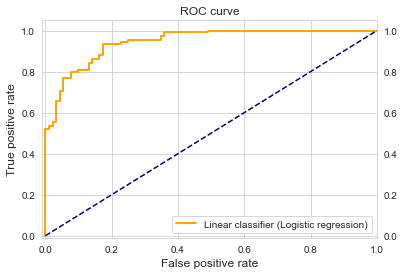 ROC curve
True positive rate
1.0
0.8
0.6
0.4
0.2
0.0
1.0
0.8
0.6
0.4
0.2
0.0
Linear classifier (Logistic regression)
0.0 0.2 0.4 0.6 0.8 1.0
False positive rate